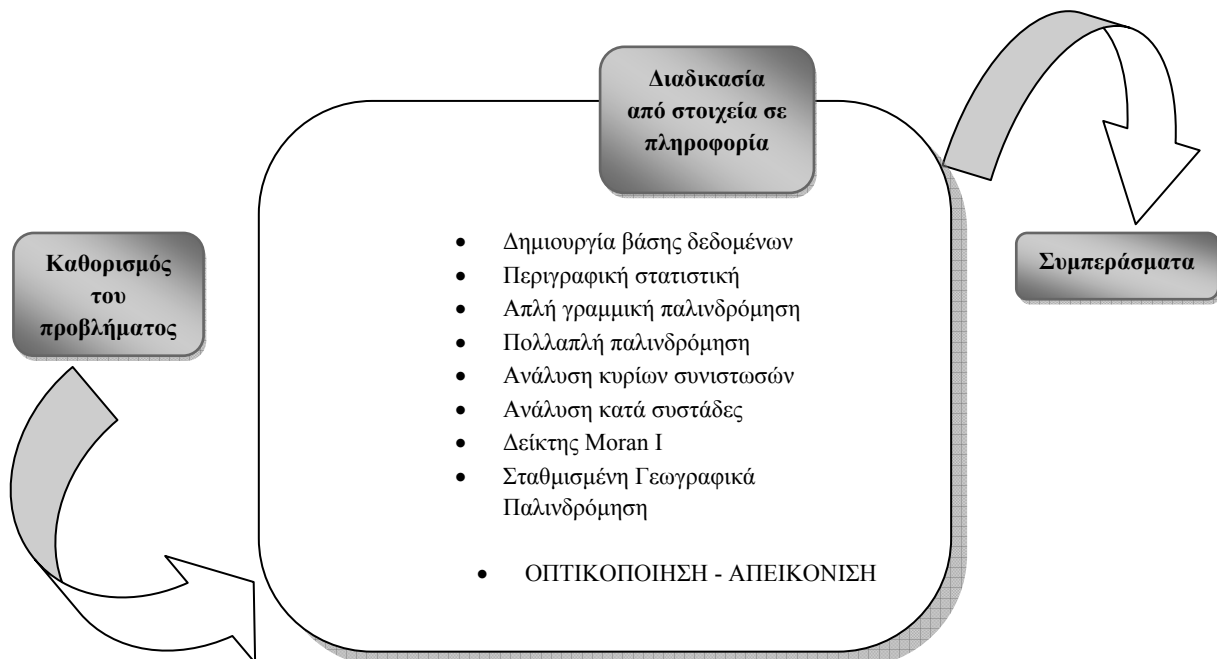 Καθορισμός
του
προβλήματος
Διαδικασία
από στοιχεία σε
πληροφορία
• Δημιουργία βάσης δεδομένων
• Περιγραφική στατιστική
• Απλή γραμμική παλινδρόμηση
• Πολλαπλή παλινδρόμηση
• Ανάλυση κυρίων συνιστωσών
• Ανάλυση κατά συστάδες
• Δείκτης Moran I
• Σταθμισμένη Γεωγραφικά
Παλινδρόμηση
• ΟΠΤΙΚΟΠΟΙΗΣΗ - ΑΠΕΙΚΟΝΙΣΗ
Συμπεράσματα